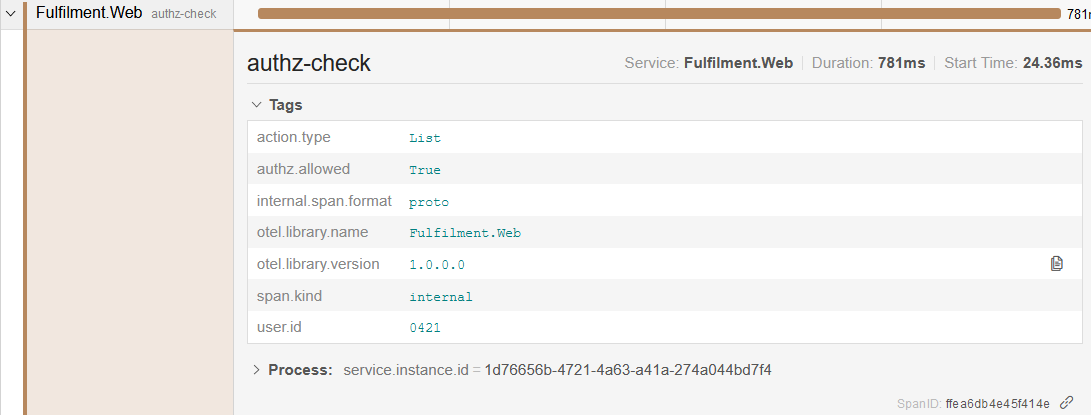 Fulfilment.Web authz-check
authz-check Service: Fulfilment.Web Duration: 781ms Start Time: 24.36ms
Tags
action.type List
authz.allowed True
internal.span.format proto
otel.library.name Fulfilment.Web
otel.library.version 1.0.0.0
span.kind internal
user.id 0421
Process: service.instance.id = 1d76656b-4721-4a63-a41a-274a044bd7f4
SpanID: ffea6db4e45f414e